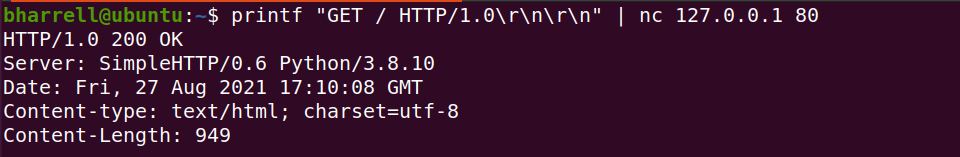 bharrell@ubuntu:~$ printf "GET / HTTP/1.0\r\n\r\n" | nc 127.0.0.1 80
HTTP/1.0 200 OK
Server: SimpleHTTP/0.6 Python/3.8.10
Date: Fri, 27 Aug 2021 17:10:08 GMT
Content-type: text/html; charset=utf-8
Content-Length: 949